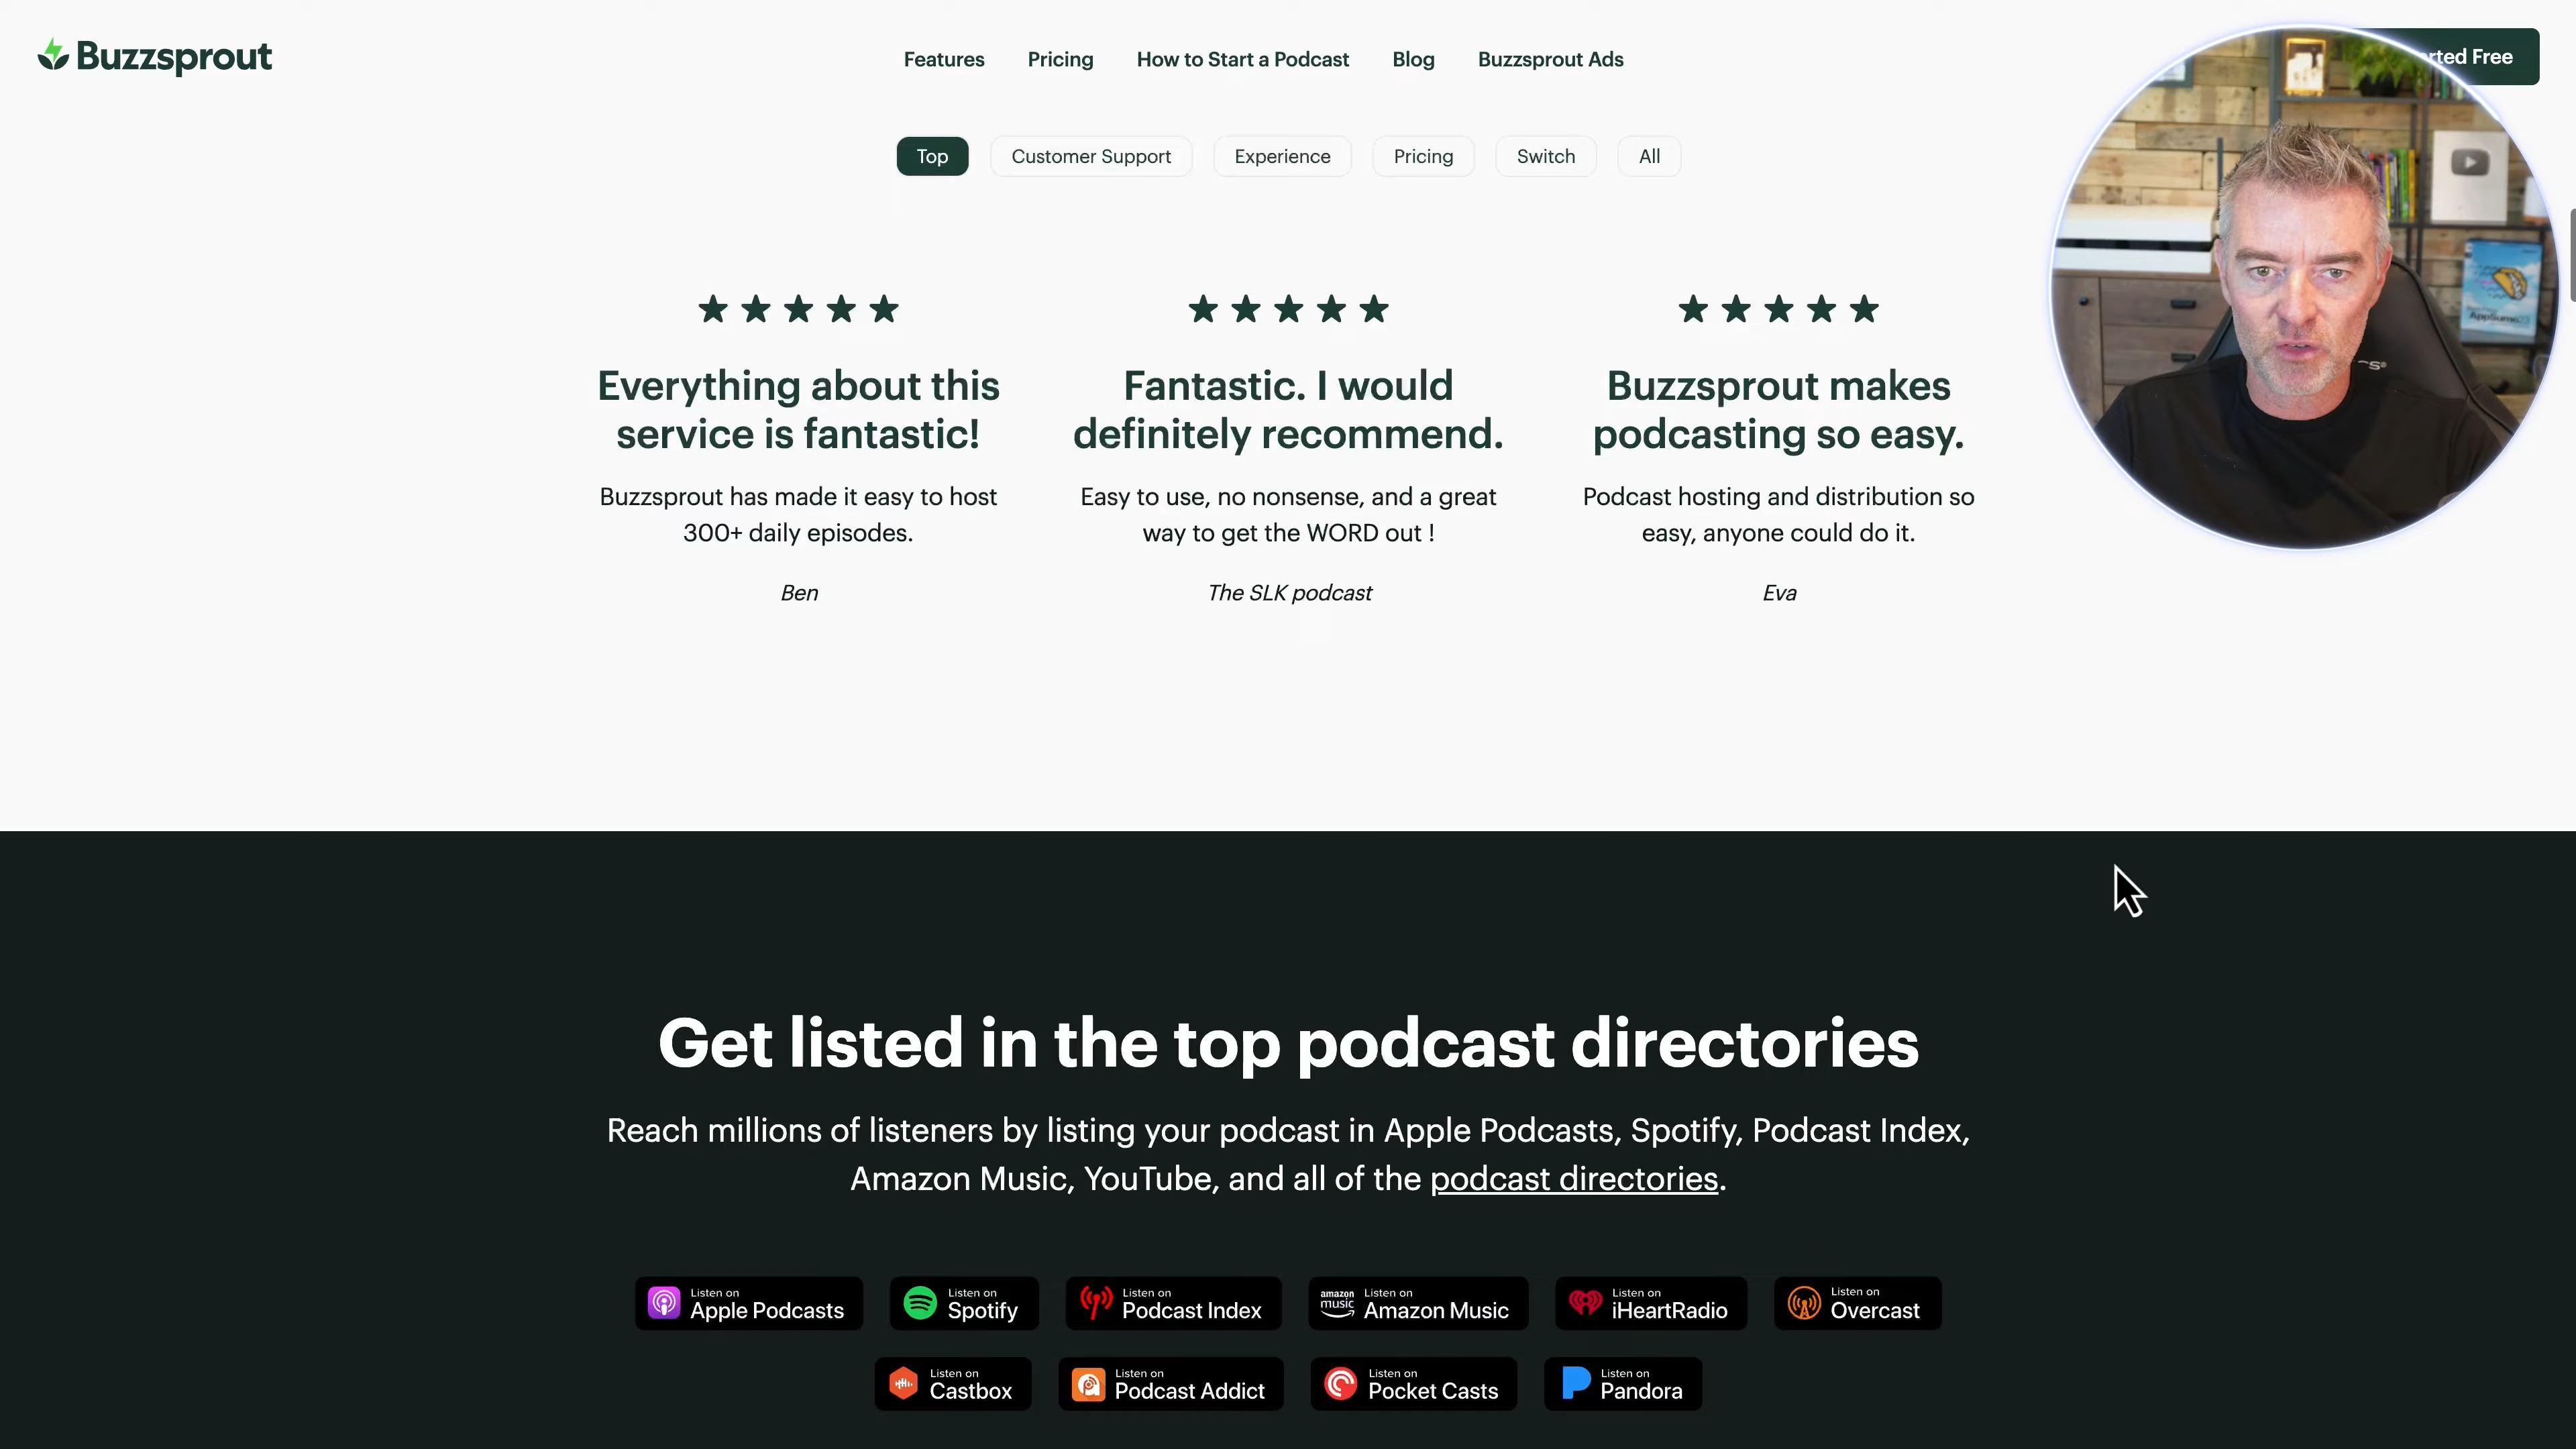 Buzzsprout
Features
Pricing
How to Start a Podcast
Blog
Buzzsprout Ads
Free
Top
Customer Support
Experience
Pricing
Switch
All
Everything about this
service is fantastic!
Buzzsprout has made it easy to host
300+ daily episodes.
Ben
Fantastic. I would
definitely recommend.
Easy to use, no nonsense, and a great
way to get the WORD out !
The SLK podcast
Buzzsprout makes
podcasting so easy.
Podcast hosting and distribution so
easy, anyone could do it.
Eva
AppSumo
Get listed in the top podcast directories
Reach millions of listeners by listing your podcast in Apple Podcasts, Spotify, Podcast Index,
Amazon Music, YouTube, and all of the podcast directories.
Listen on
Apple Podcasts
Listen on
Spotify
Listen on
Podcast Index
amazon
music
Listen on
Amazon Music
Listen on
iHeartRadio
Listen on
Overcast
Listen on
Castbox
Listen on
Podcast Addict
Listen on
Pocket Casts
Listen on
Pandora